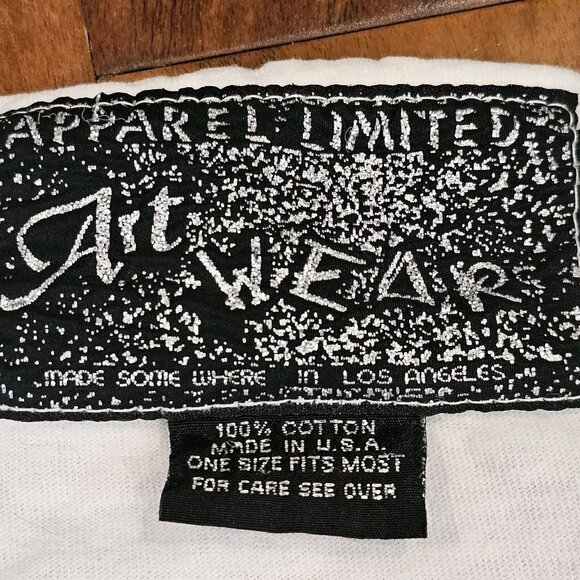 APPAREL LIMITED
Art
WEAR
"MADE SOME WHERE IN LOS ANGELES"
100% COTTON
MADE IN U.S.A.
ONE SIZE FITS MOST
FOR CARE SEE OVER